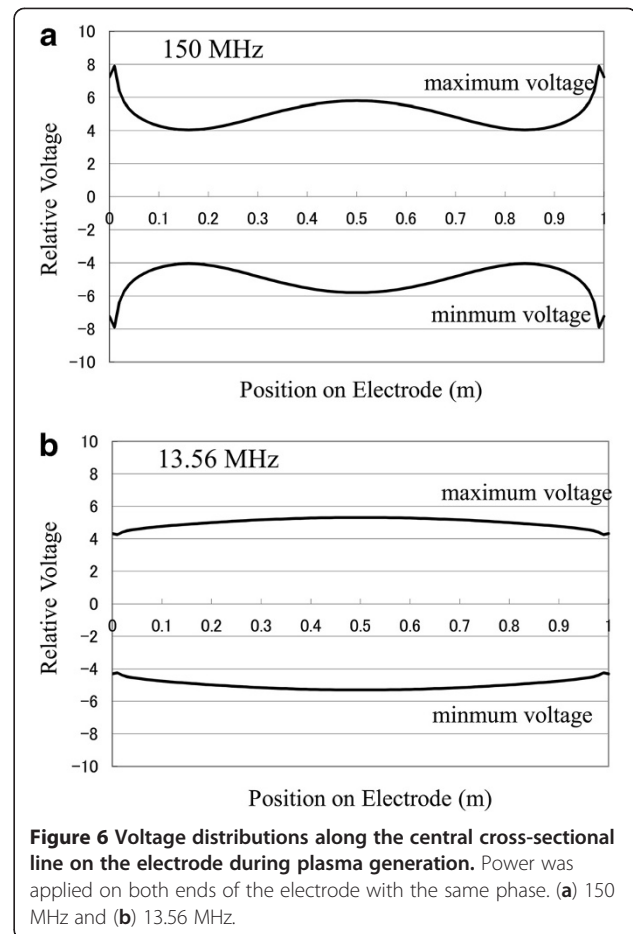 a
150 MHz
maximum voltage
10
8
6
4
2
0
-2
-4
-6
-8
-10
0 0.1 0.2 0.3 0.4 0.5 0.6 0.7 0.8 0.9 1
Relative Voltage
minmum voltage
Position on Electrode (m)
b
13.56 MHz
maximum voltage
10
8
6
4
2
0
-2
-4
-6
-8
-10
0 0.1 0.2 0.3 0.4 0.5 0.6 0.7 0.8 0.9 1
Relative Voltage
minmum voltage
Position on Electrode (m)
Figure 6 Voltage distributions along the central cross-sectional
line on the electrode during plasma generation. Power was
applied on both ends of the electrode with the same phase. (a) 150
MHz and (b) 13.56 MHz.